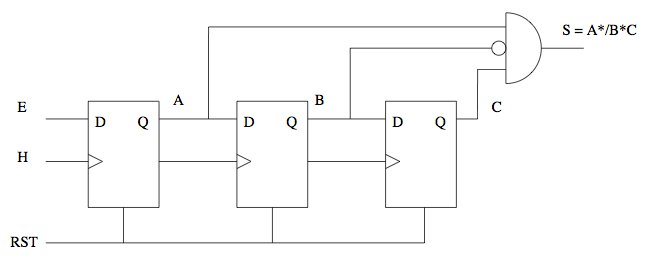 S = A*/B*C
E
A
B
C
D Q
D Q
D Q
H
RST